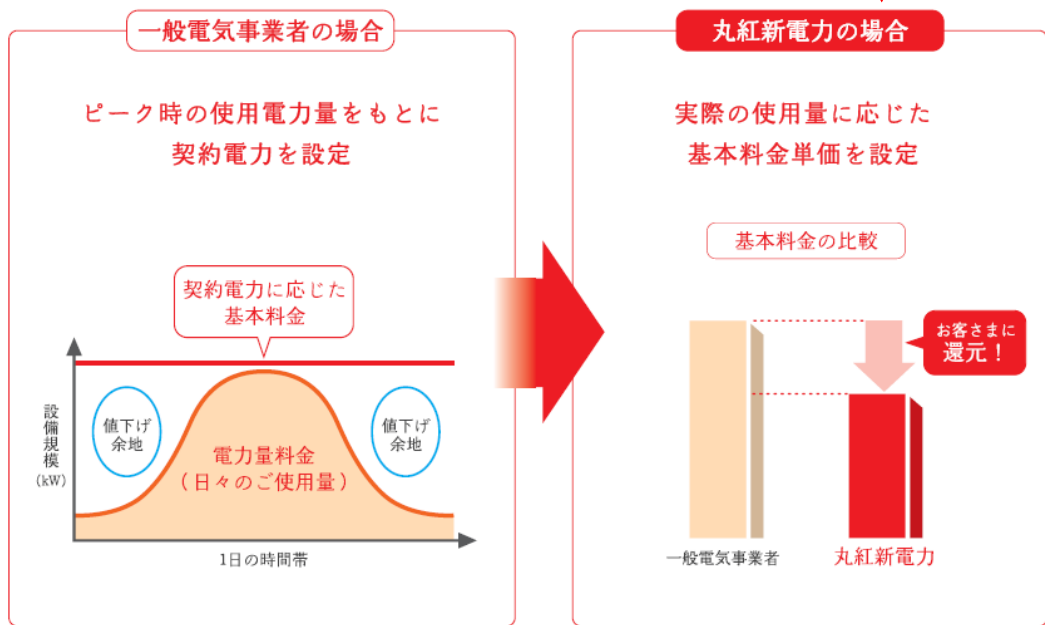 一般電気事業者の場合
ピーク時の使用電力量をもとに
契約電力を設定
契約電力に応じた
基本料金
設備規模
(kW)
値下げ
余地
電力量料金
(日々のご使用量)
値下げ
余地
1日の時間帯
丸紅新電力の場合
実際の使用量に応じた
基本料金単価を設定
基本料金の比較
お客さまに
還元!
一般電気事業者
丸紅新電力